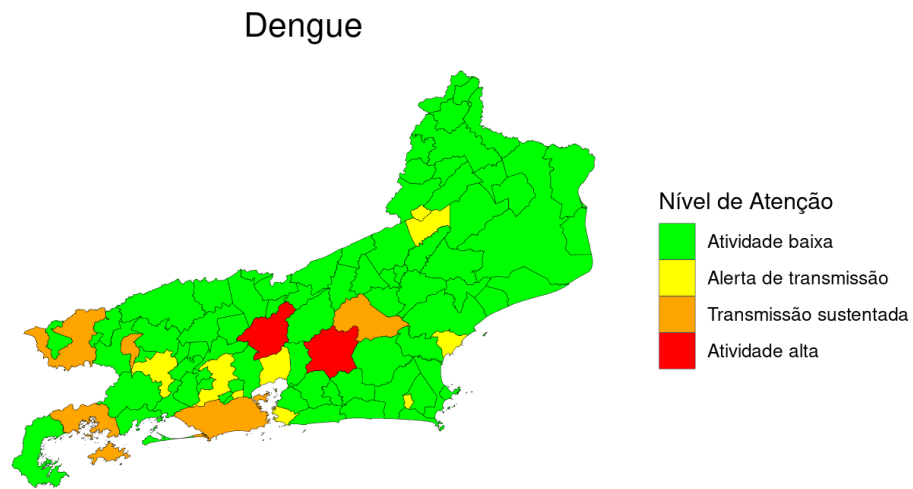 Dengue
Nível de Atenção
Atividade baixa
Alerta de transmissão
Transmissão sustentada
Atividade alta